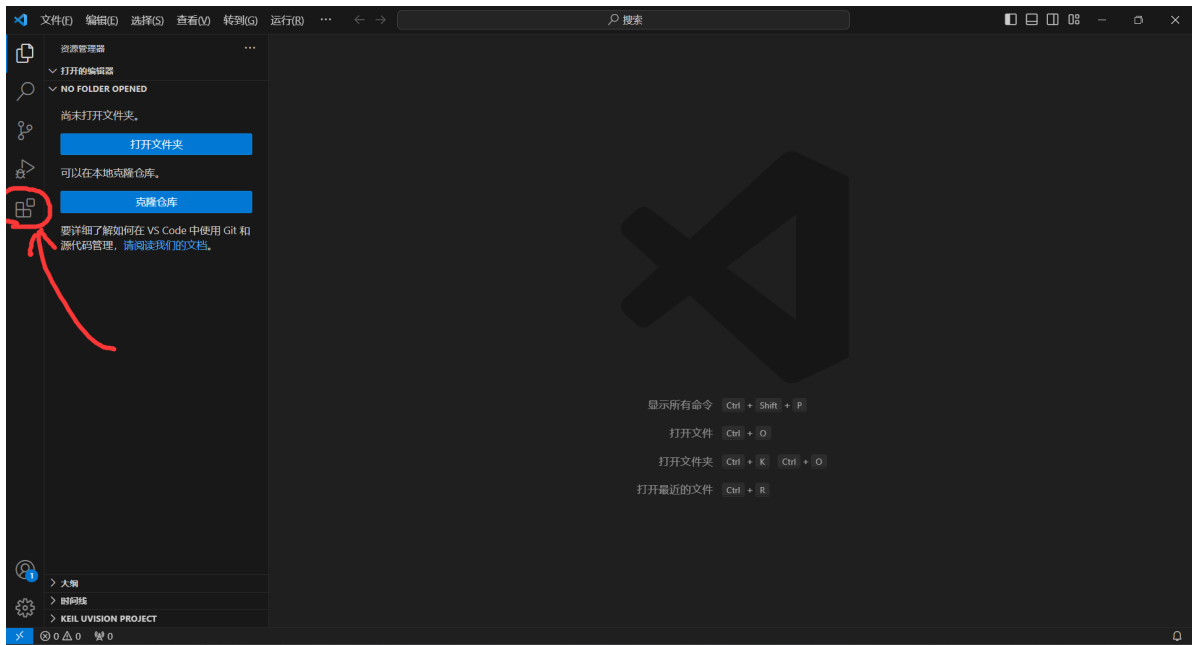 文件(F) 编辑(E) 选择(S) 查看(V) 转到(G) 运行(R) ··· 搜索
资源管理器 ···
打开的编辑器
NO FOLDER OPENED
尚未打开文件夹。
打开文件夹
可以在本地克隆仓库。
克隆仓库
要详细了解如何在 VS Code 中使用 Git 和
源代码管理，请阅读我们的文档。
显示所有命令 Ctrl + Shift + P
打开文件 Ctrl + O
打开文件夹 Ctrl + K Ctrl + O
打开最近的文件 Ctrl + R
1
大纲
时间线
KEIL UVISION PROJECT
0 0 0